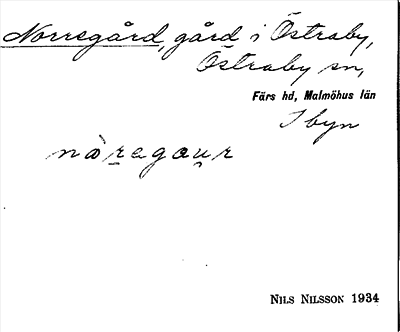 Norregård, gård i Östraby,
Östraby sn,
Färs hd, Malmöhus län
I byn
NILS NILSSON 1934